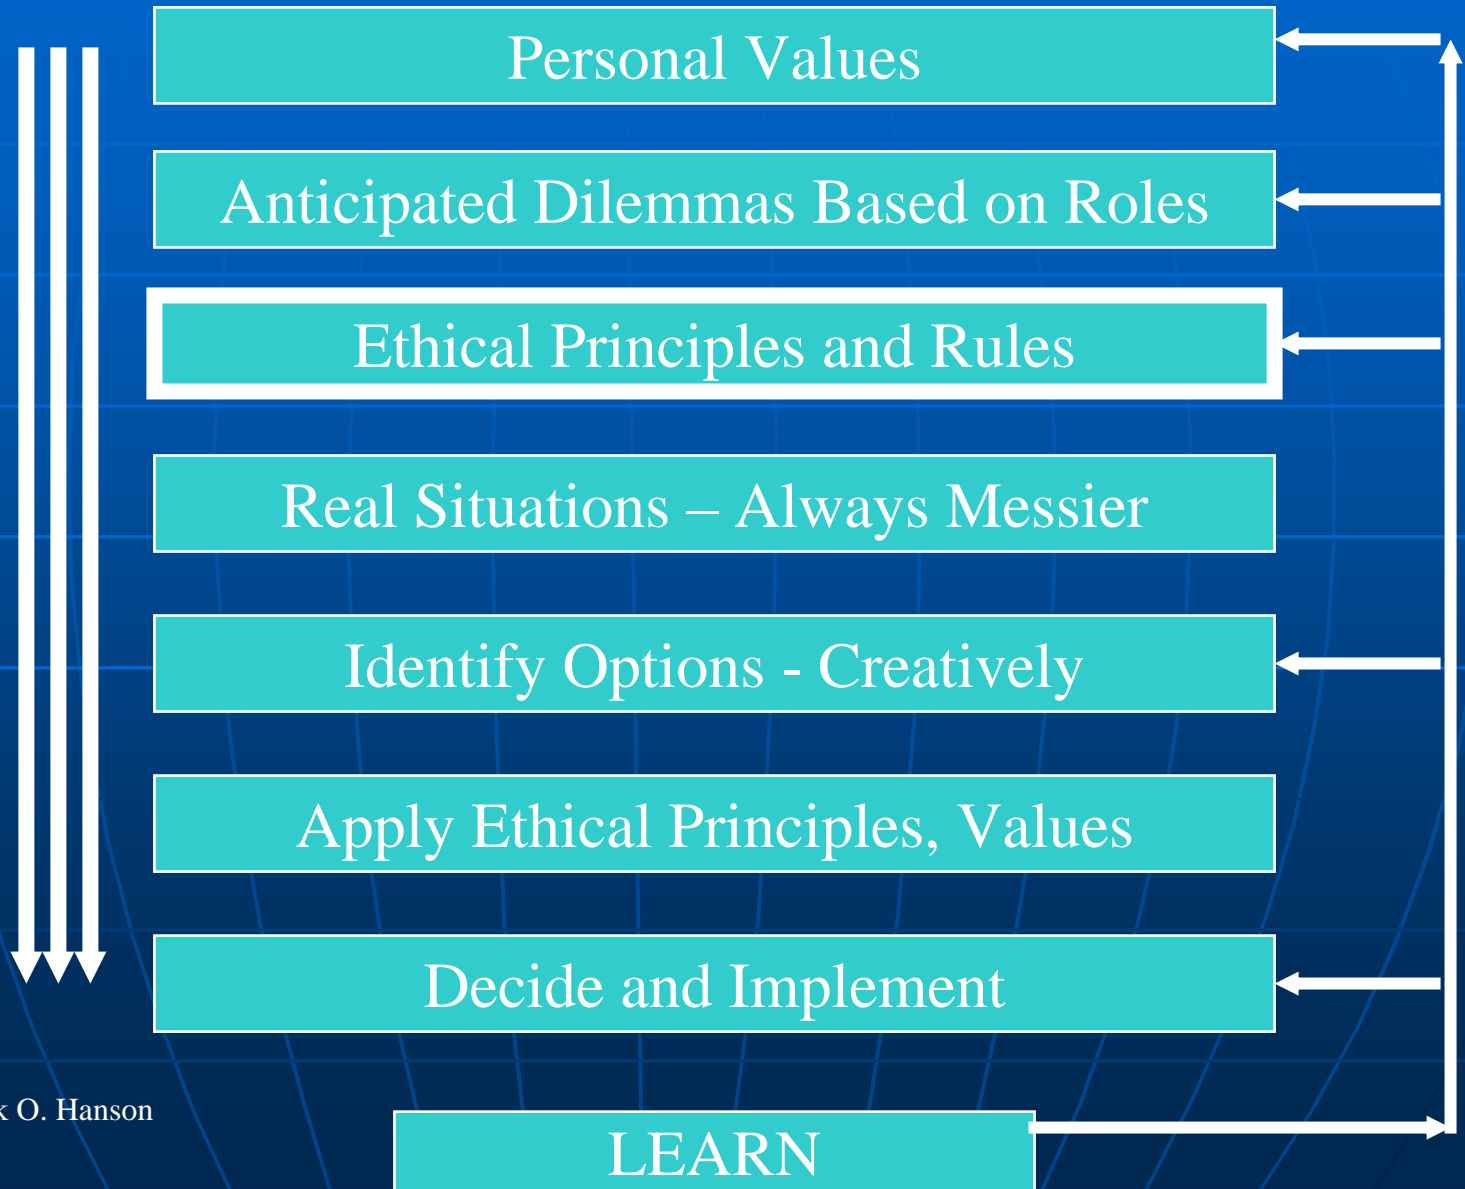 Personal Values
Anticipated Dilemmas Based on Roles
Ethical Principles and Rules
Real Situations – Always Messier
Identify Options - Creatively
Apply Ethical Principles, Values
Decide and Implement
O. Hanson
LEARN